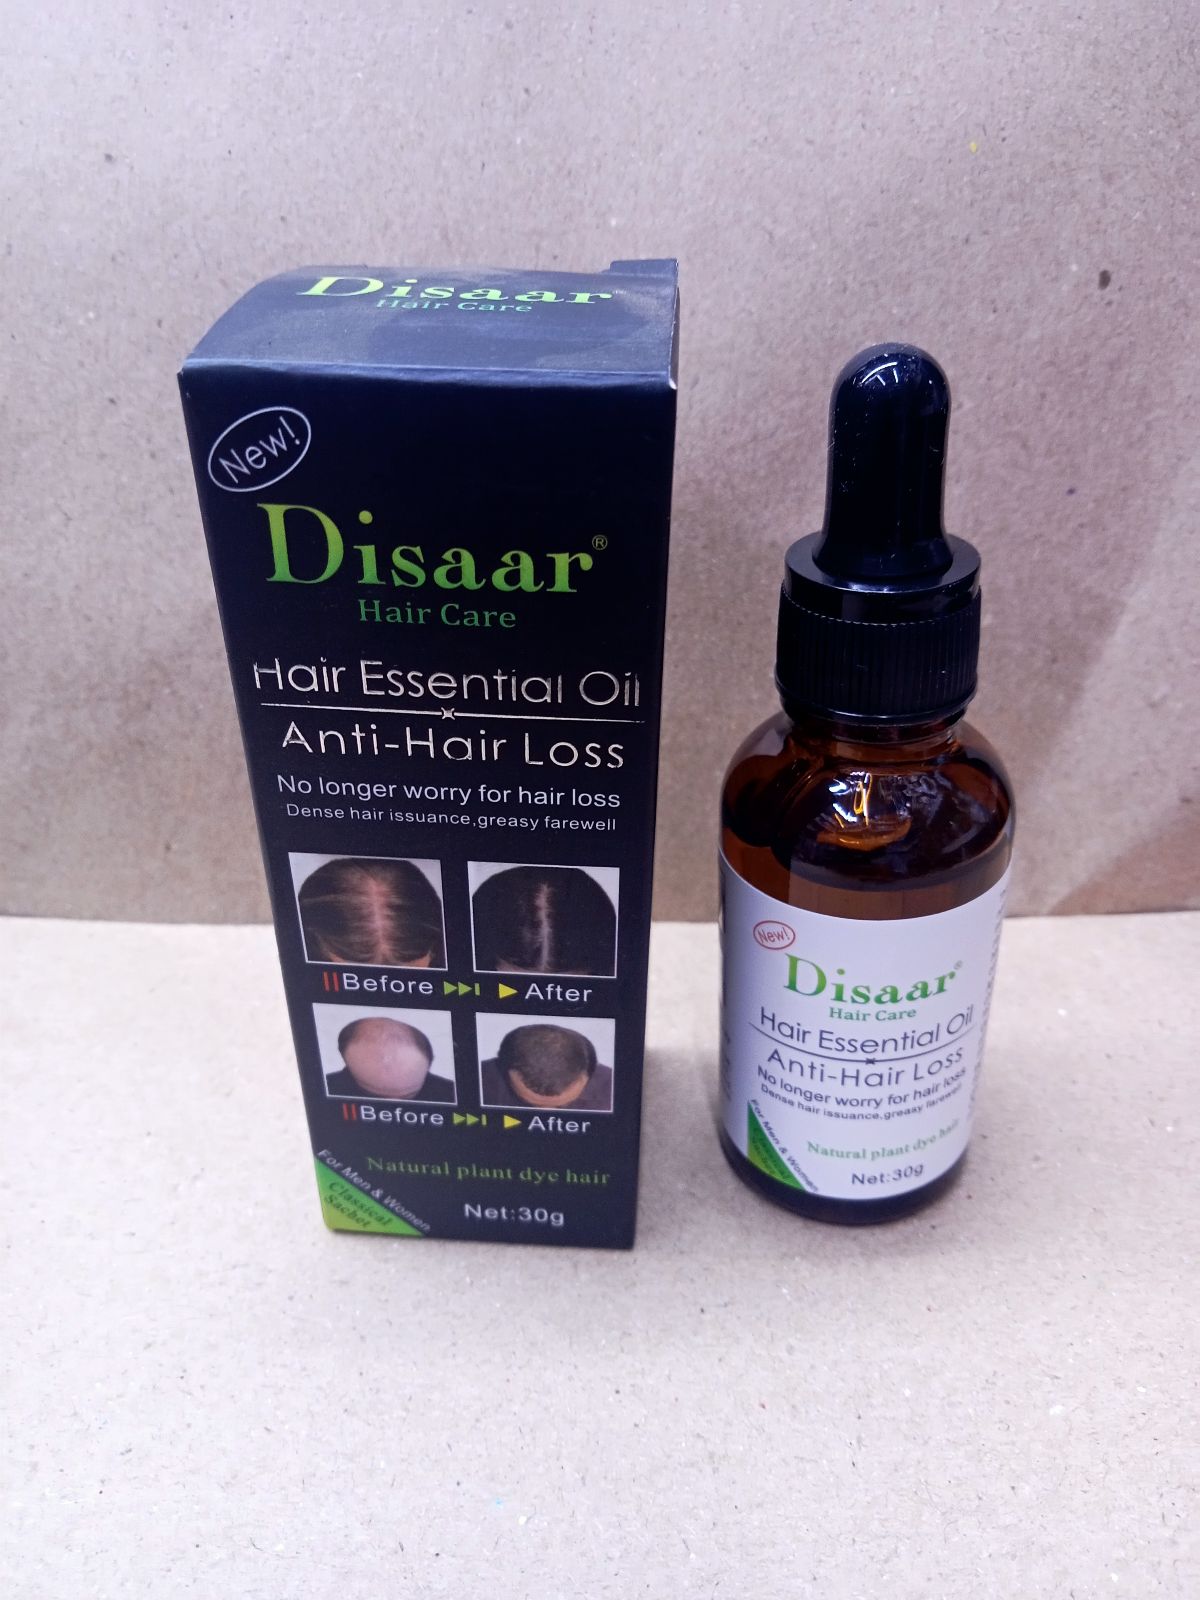 Disaar
Hair Care
New!
Disaar®
Hair Care
Hair Essential Oil
Anti-Hair Loss
No longer worry for hair loss
Dense hair issuance,greasy farewell
Before After
Before After
Natural plant dye hair
For Men & Women
Classical
Sachet
Net:30g
New!
Disaar®
Hair Care
Hair Essential Oil
Anti-Hair Loss
No longer worry for hair loss
Dense hair issuance,greasy farewell
For Men & Women
Natural plant dye hair
Net:30g